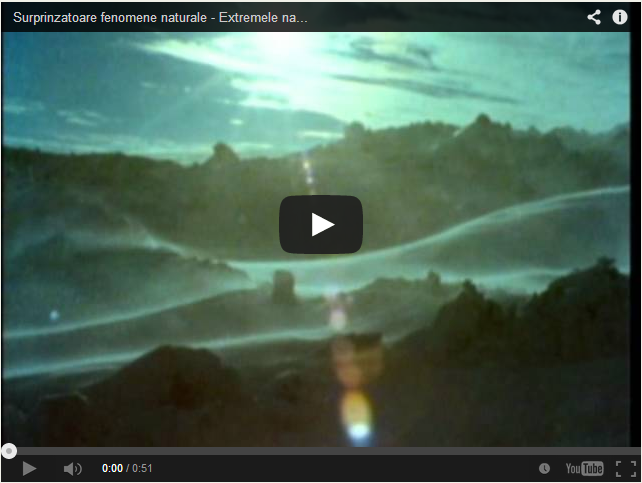 Surprinzatoare fenomene naturale - Extremele na...
0:00 / 0:51
YouTube